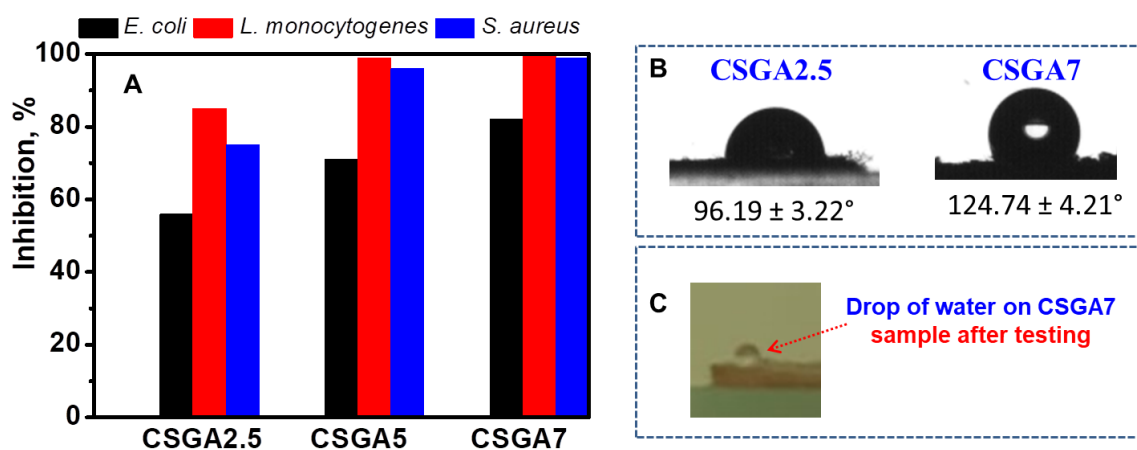 E. coli L. monocytogenes S. aureus
A
Inhibition, %
100
80
60
40
20
0
CSGA2.5 CSGA5 CSGA7
B
CSGA2.5 CSGA7
96.19 ± 3.22° 124.74 ± 4.21°
C
Drop of water on CSGA7
sample after testing